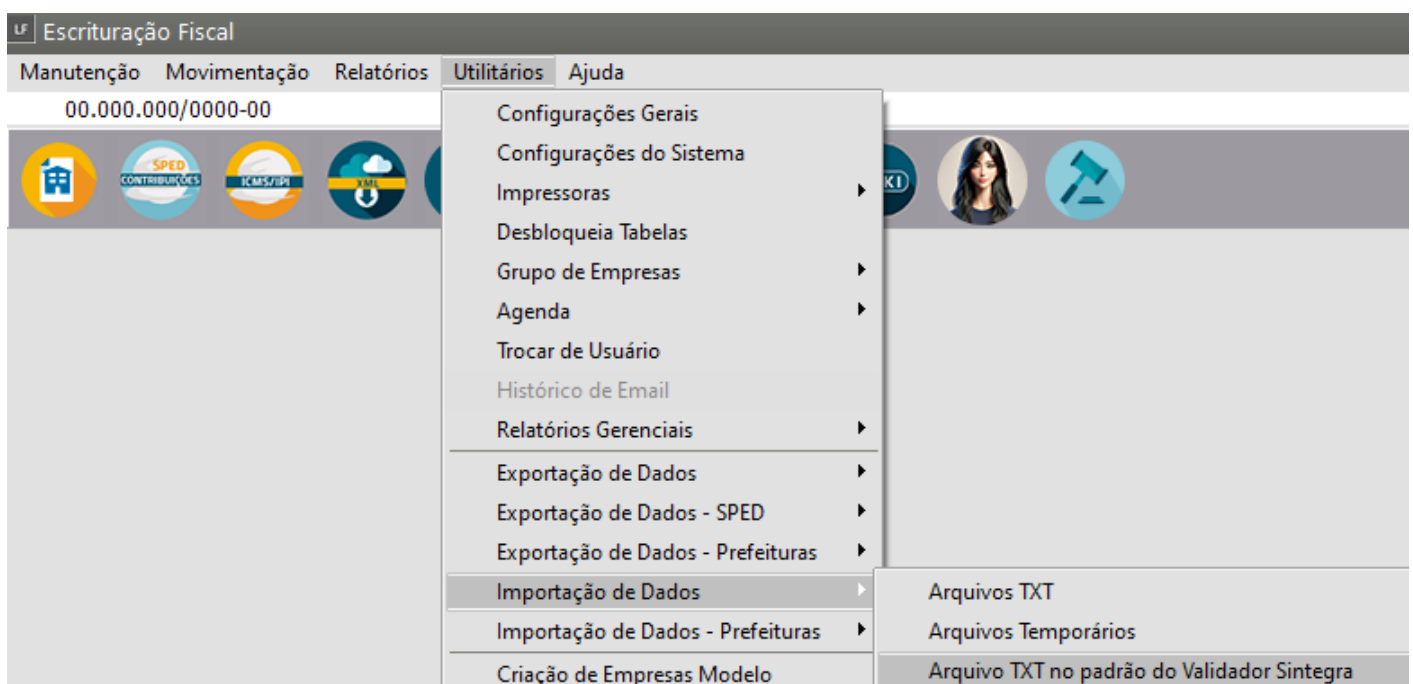 LF Escrituração Fiscal
Manutenção Movimentação Relatórios Utilitários Ajuda
00.000.000/0000-00
SPED CONTRIBUIÇÕES
ICMS/IPI
XML
KI
Configurações Gerais
Configurações do Sistema
Impressoras
Desbloqueia Tabelas
Grupo de Empresas
Agenda
Trocar de Usuário
Histórico de Email
Relatórios Gerenciais
Exportação de Dados
Exportação de Dados - SPED
Exportação de Dados - Prefeituras
Importação de Dados
Importação de Dados - Prefeituras
Criação de Empresas Modelo
Arquivos TXT
Arquivos Temporários
Arquivo TXT no padrão do Validador Sintegra